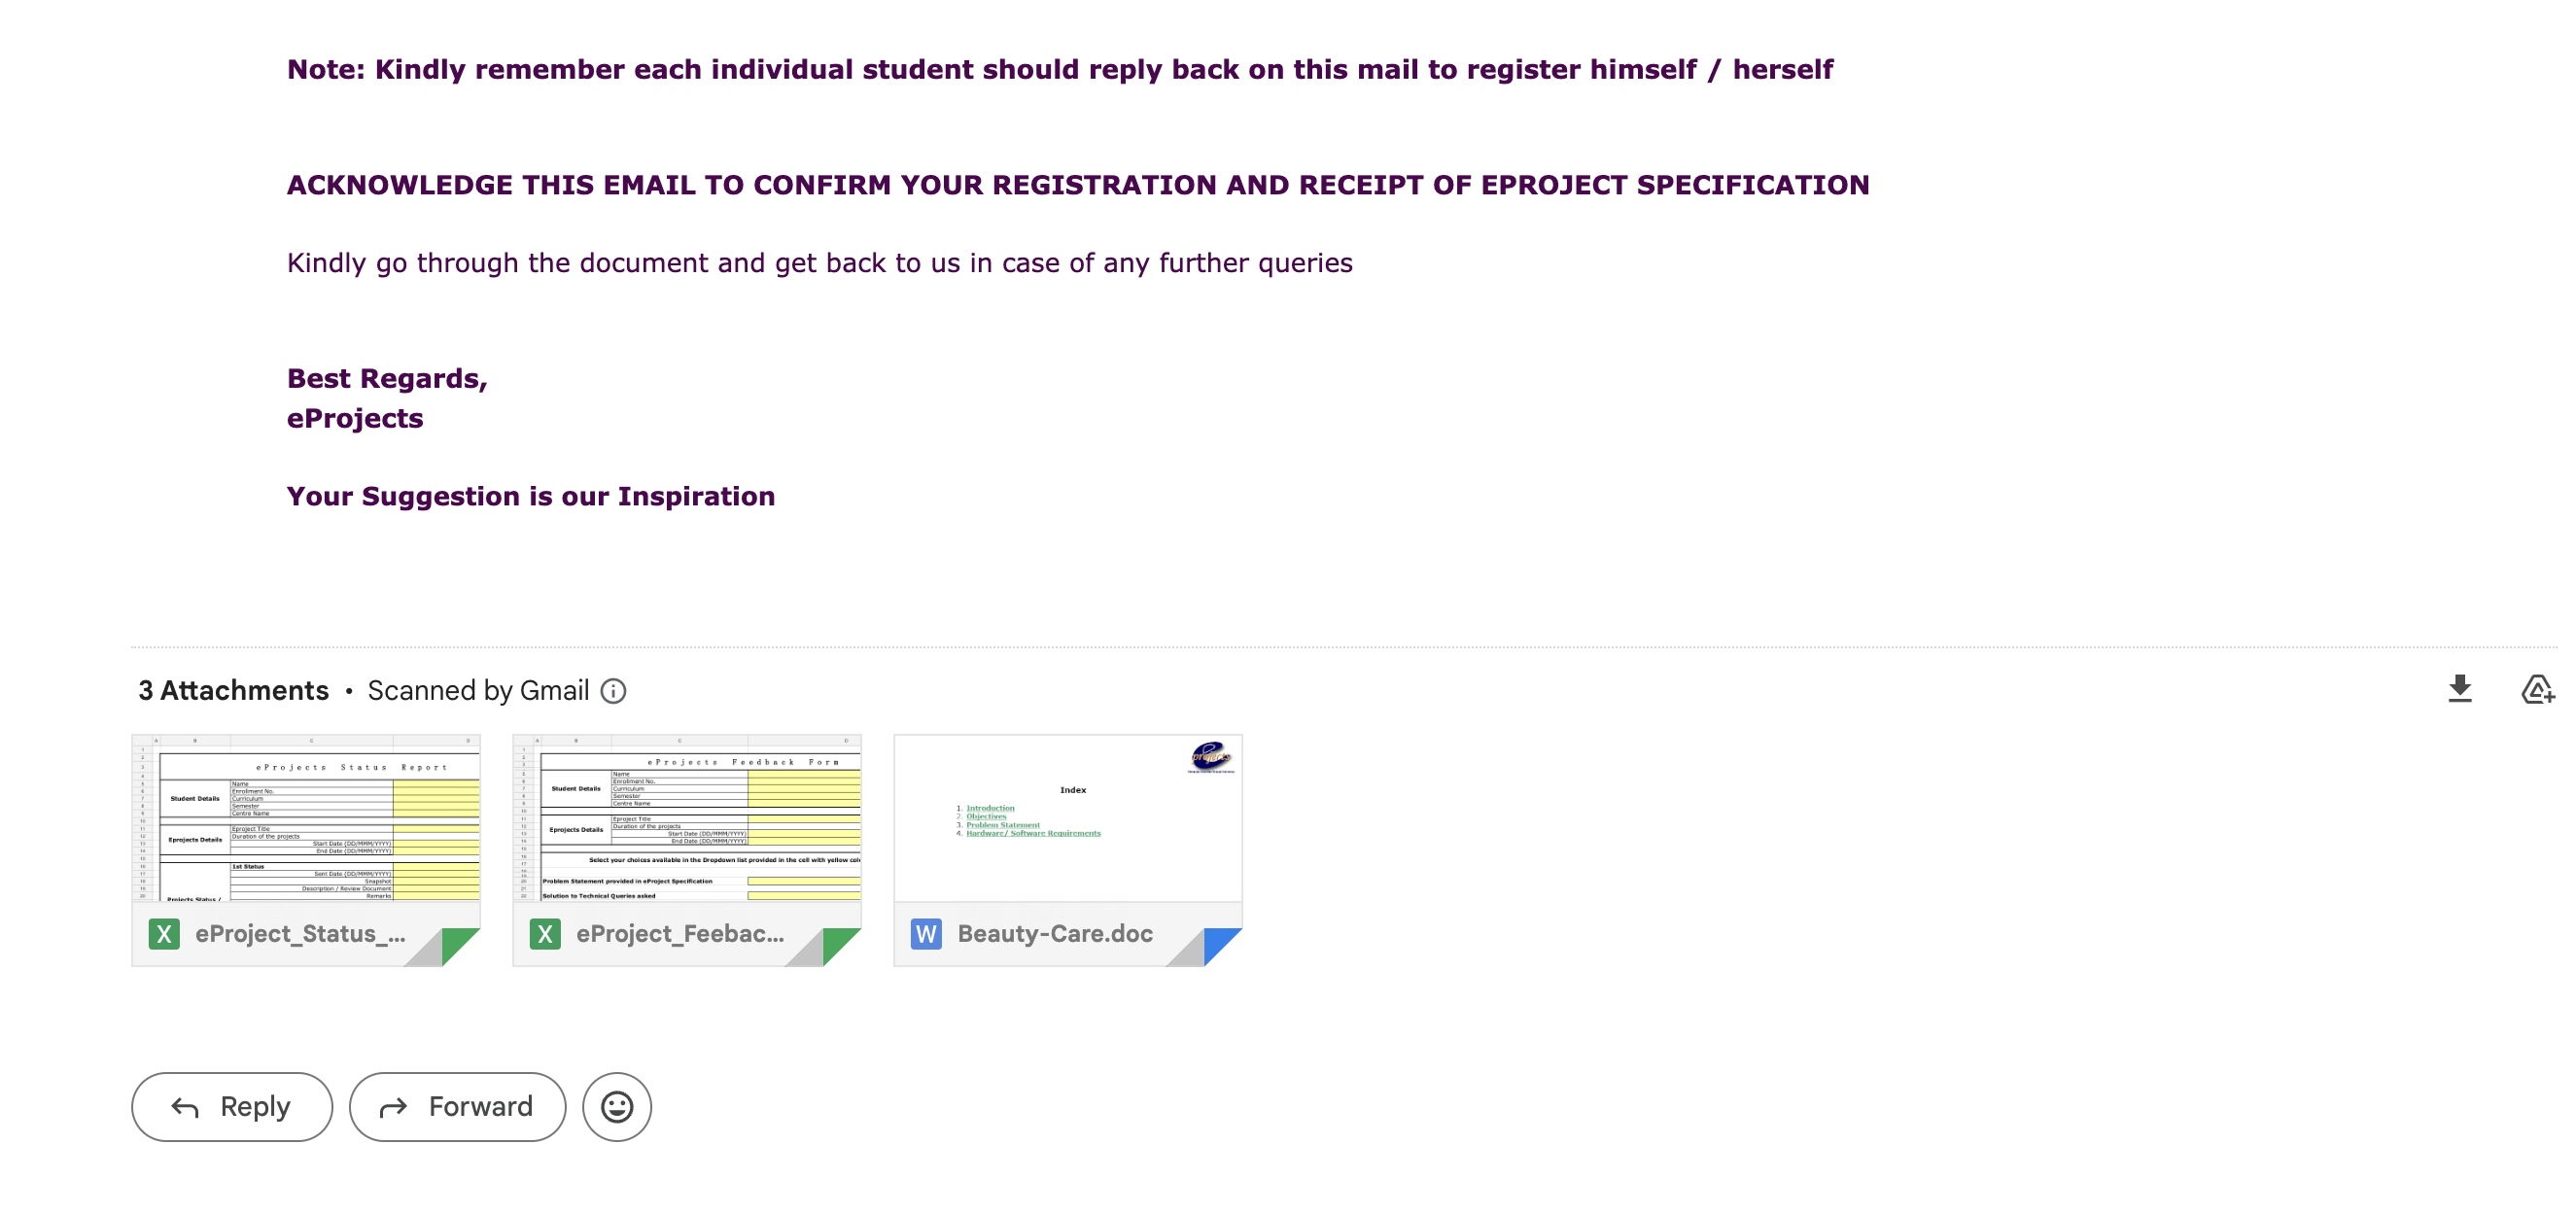 Note: Kindly remember each individual student should reply back on this mail to register himself / herself
ACKNOWLEDGE THIS EMAIL TO CONFIRM YOUR REGISTRATION AND RECEIPT OF EPROJECT SPECIFICATION
Kindly go through the document and get back to us in case of any further queries
Best Regards,
eProjects
Your Suggestion is our Inspiration
3 Attachments • Scanned by Gmail
eProjects Status Report
Student Details
Name
Enrollment No.
Curriculum
Semester
Centre Name
Eprojects Details
Eproject Title
Duration of the projects
Start Date (DD/MMM/YYYY)
End Date (DD/MMM/YYYY)
1st Status
Sent Date (DD/MMM/YYYY)
Snapshot
Description / Review Document
Remarks
Projects Status /
X eProject_Status_...
eProjects Feedback Form
Student Details
Name
Enrollment No.
Curriculum
Semester
Centre Name
Eprojects Details
Eproject Title
Duration of the projects
Start Date (DD/MMM/YYYY)
End Date (DD/MMM/YYYY)
Select your choices available in the Dropdown list provided in the cell with yellow
Problem Statement provided in eProject Specification
Solution to Technical Queries asked
X eProject_Feebac...
projects
Index
1. Introduction
2. Objectives
3. Problem Statement
4. Hardware/ Software Requirements
W Beauty-Care.doc
Reply
Forward